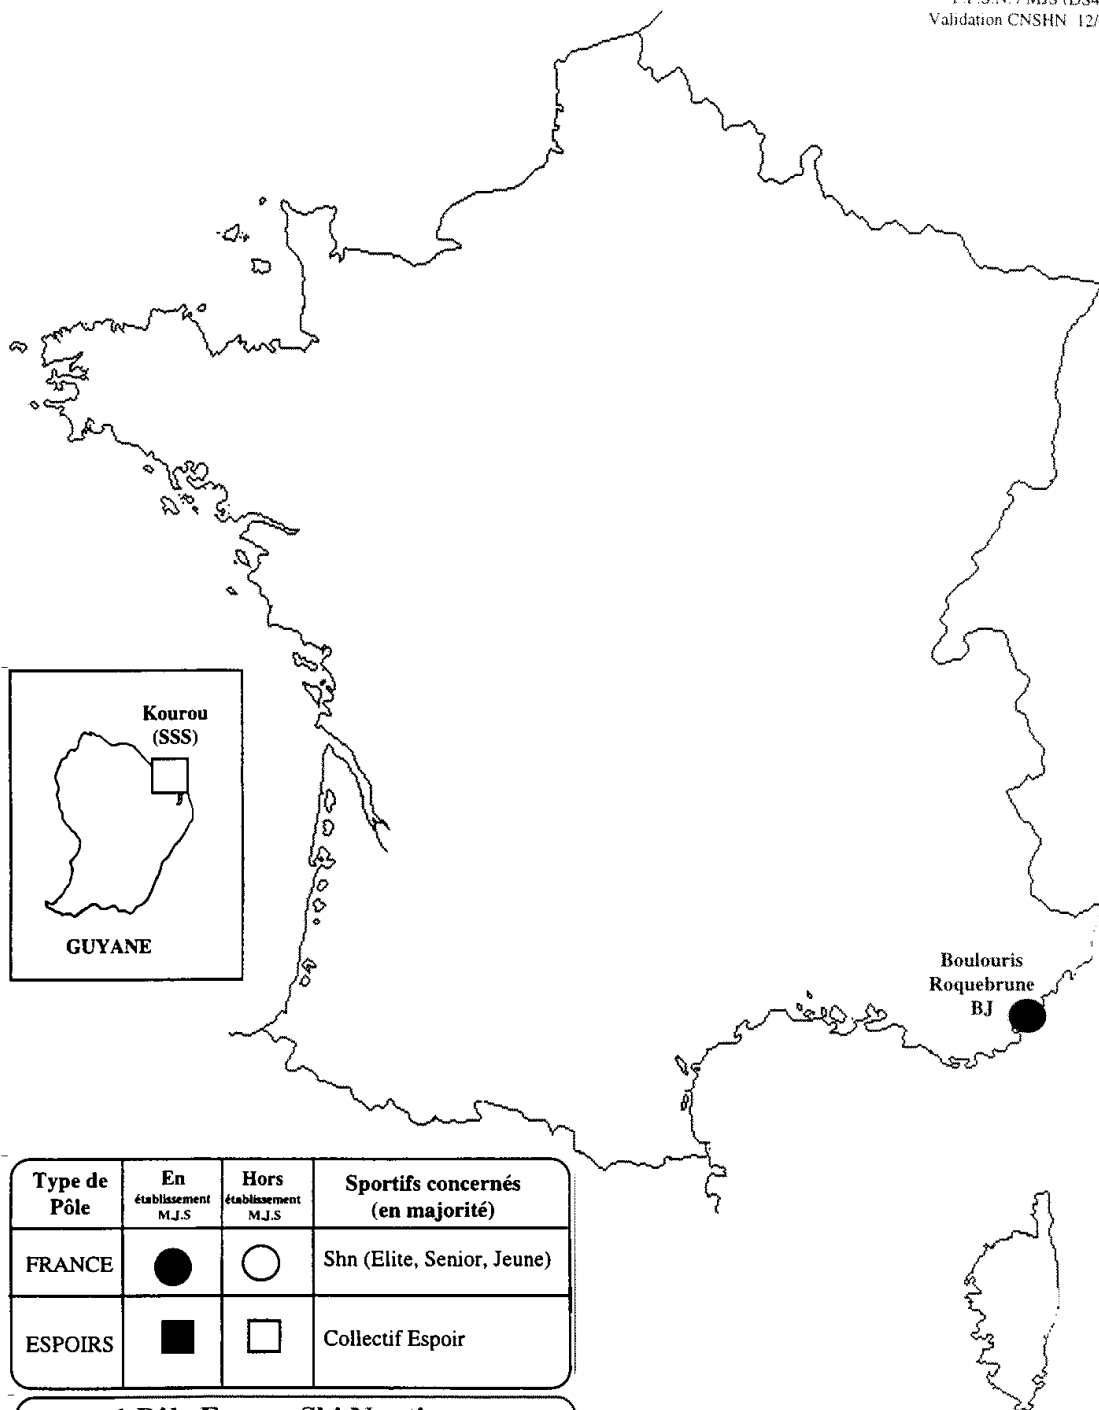 Validation CNSHN 12/
Kourou
(SSS)
GUYANE
Boulouris
Roquebrune
BJ
Type de Pôle
En établissement M.J.S
Hors établissement M.J.S
Sportifs concernés (en majorité)
FRANCE
Shn (Elite, Senior, Jeune)
ESPOIRS
Collectif Espoir